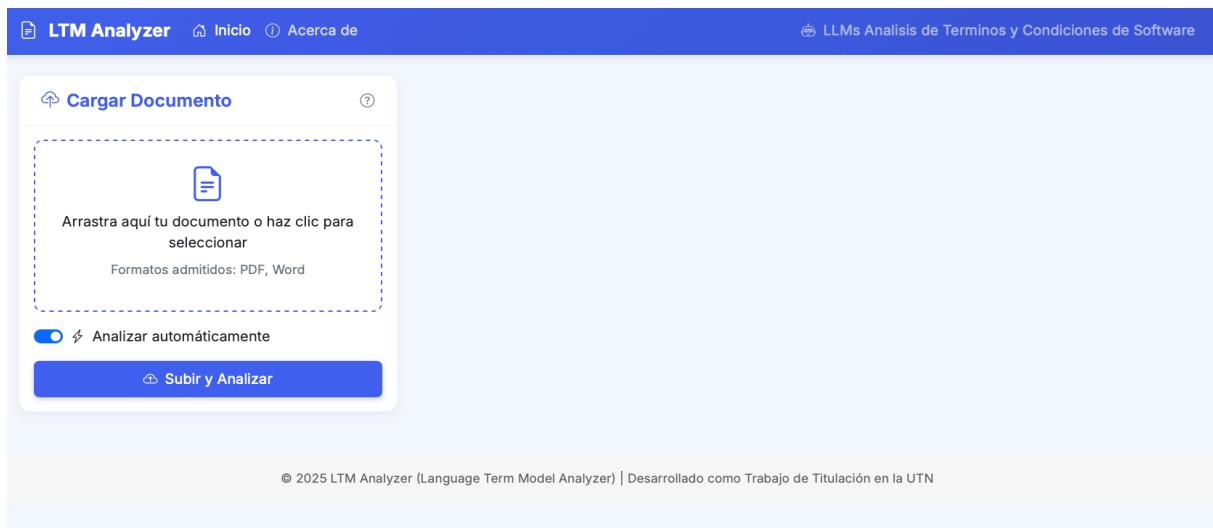 LTM Analyzer Inicio Acerca de LLMs Analisis de Terminos y Condiciones de Software
Cargar Documento
Arrastra aquí tu documento o haz clic para
seleccionar
Formatos admitidos: PDF, Word
Analizar automáticamente
Subir y Analizar
© 2025 LTM Analyzer (Language Term Model Analyzer) | Desarrollado como Trabajo de Titulación en la UTN